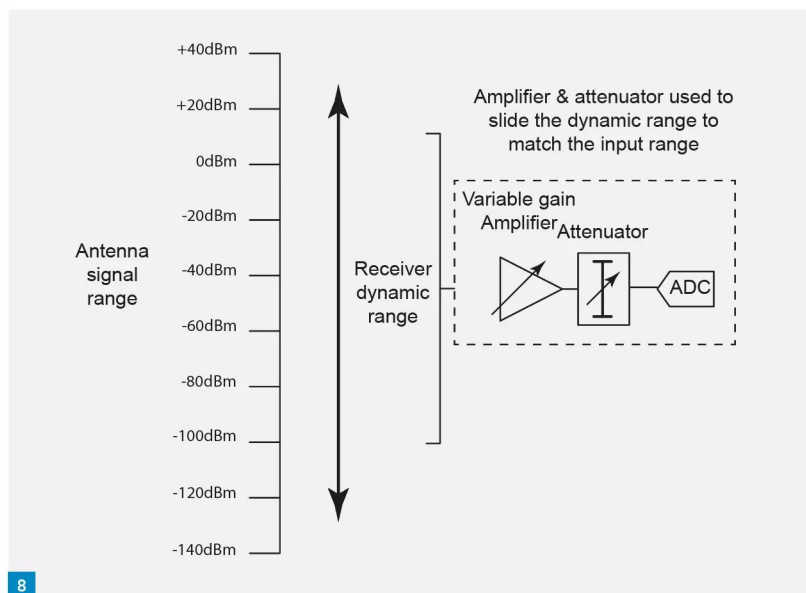 +40dBm
+20dBm
0dBm
-20dBm
-40dBm
-60dBm
-80dBm
-100dBm
-120dBm
-140dBm
Antenna
signal
range
Receiver
dynamic
range
Amplifier & attenuator used to
slide the dynamic range to
match the input range
Variable gain
Amplifier
Attenuator
ADC
8